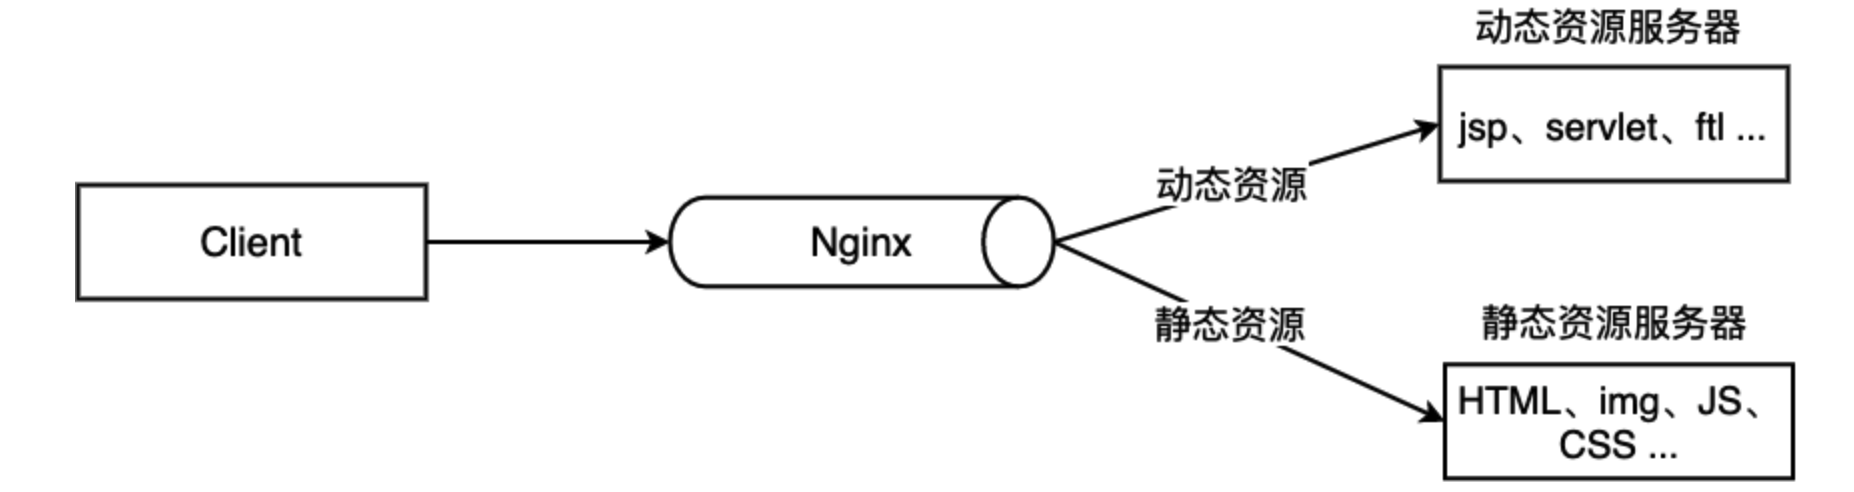 动态资源服务器
jsp、servlet、ftl ...
动态资源
Client
Nginx
静态资源
静态资源服务器
HTML、img、JS、
CSS ...